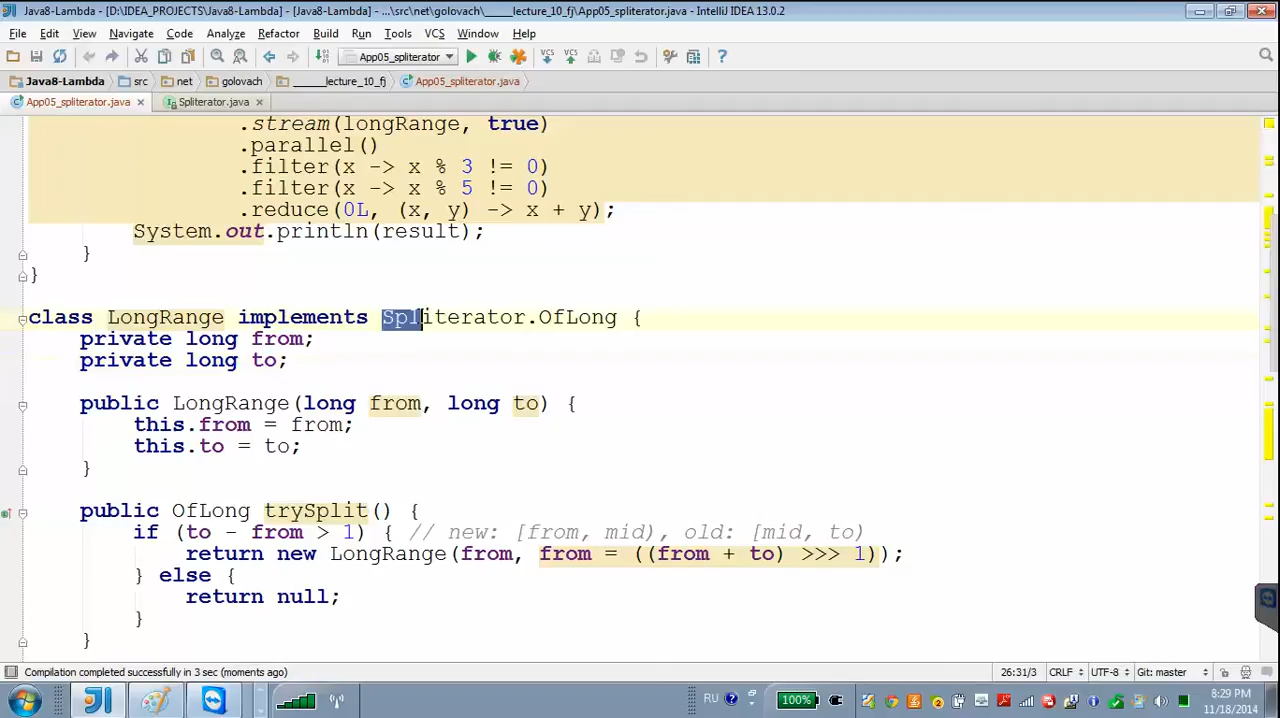 Java8-Lambda - [D:\IDEA_PROJECTS\Java8-Lambda] - [Java8-Lambda] - ...\src\net\golovach\_____lecture_10_fj\App05_spliterator.java - IntelliJ IDEA 13.0.2
File Edit View Navigate Code Analyze Refactor Build Run Tools VCS Window Help
App05_spliterator
Java8-Lambda src net golovach _____lecture_10_fj App05_spliterator.java
App05_spliterator.java Spliterator.java
.stream(longRange, true)
.parallel()
.filter(x -> x % 3 != 0)
.filter(x -> x % 5 != 0)
.reduce(0L, (x, y) -> x + y);
System.out.println(result);
}
}
class LongRange implements Spliterator.OfLong {
private long from;
private long to;
public LongRange(long from, long to) {
this.from = from;
this.to = to;
}
public OfLong trySplit() {
if (to - from > 1) { // new: [from, mid), old: [mid, to)
return new LongRange(from, from = ((from + to) >>> 1));
} else {
return null;
}
}
Compilation completed successfully in 3 sec (moments ago) 26:31/3 CRLF UTF-8 Git: master
RU 100% 8:29 PM
11/18/2014